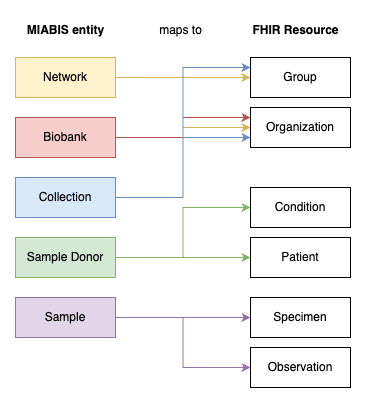 MIABIS entity maps to FHIR Resource
Network Group
Organization
Biobank
Collection Condition
Sample Donor Patient
Sample Specimen
Observation